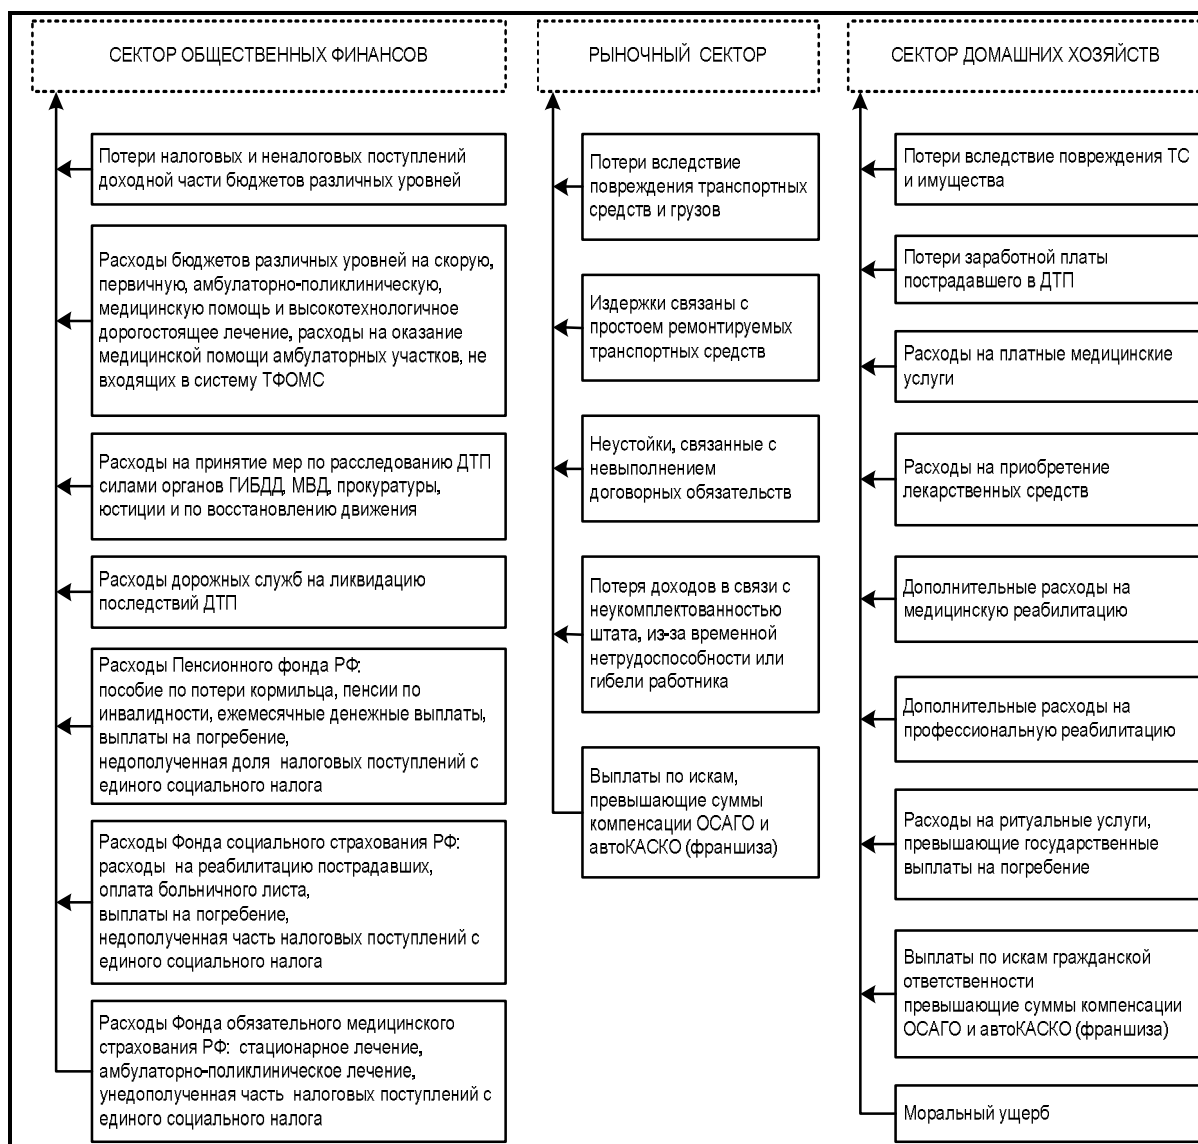 СЕКТОР ОБЩЕСТВЕННЫХ ФИНАНСОВ
Потери налоговых и неналоговых поступлений
доходной части бюджетов различных уровней
Расходы бюджетов различных уровней на скорую,
первичную, амбулаторно-поликлиническую,
медицинскую помощь и высокотехнологичное
дорогостоящее лечение, расходы на оказание
медицинской помощи амбулаторных участков, не
входящих в систему ТФОМС
Расходы на принятие мер по расследованию ДТП
силами органов ГИБДД, МВД, прокуратуры,
юстиции и по восстановлению движения
Расходы дорожных служб на ликвидацию
последствий ДТП
Расходы Пенсионного фонда РФ:
пособие по потери кормильца, пенсии по
инвалидности, ежемесячные денежные выплаты,
выплаты на погребение,
недополученная доля налоговых поступлений с
единого социального налога
Расходы Фонда социального страхования РФ:
расходы на реабилитацию пострадавших,
оплата больничного листа,
выплаты на погребение,
недополученная часть налоговых поступлений с
единого социального налога
Расходы Фонда обязательного медицинского
страхования РФ: стационарное лечение,
амбулаторно-поликлиническое лечение,
унедополученная часть налоговых поступлений с
единого социального налога
РЫНОЧНЫЙ СЕКТОР
Потери вследствие
повреждения транспортных
средств и грузов
Издержки связаны с
простоем ремонтируемых
транспортных средств
Неустойки, связанные с
невыполнением
договорных обязательств
Потеря доходов в связи с
неукомплектованностью
штата, из-за временной
нетрудоспособности или
гибели работника
Выплаты по искам,
превышающие суммы
компенсации ОСАГО и
автоКАСКО (франшиза)
СЕКТОР ДОМАШНИХ ХОЗЯЙСТВ
Потери вследствие повреждения ТС
и имущества
Потери заработной платы
пострадавшего в ДТП
Расходы на платные медицинские
услуги
Расходы на приобретение
лекарственных средств
Дополнительные расходы на
медицинскую реабилитацию
Дополнительные расходы на
профессиональную реабилитацию
Расходы на ритуальные услуги,
превышающие государственные
выплаты на погребение
Выплаты по искам гражданской
ответственности
превышающие суммы компенсации
ОСАГО и автоКАСКО (франшиза)
Моральный ущерб